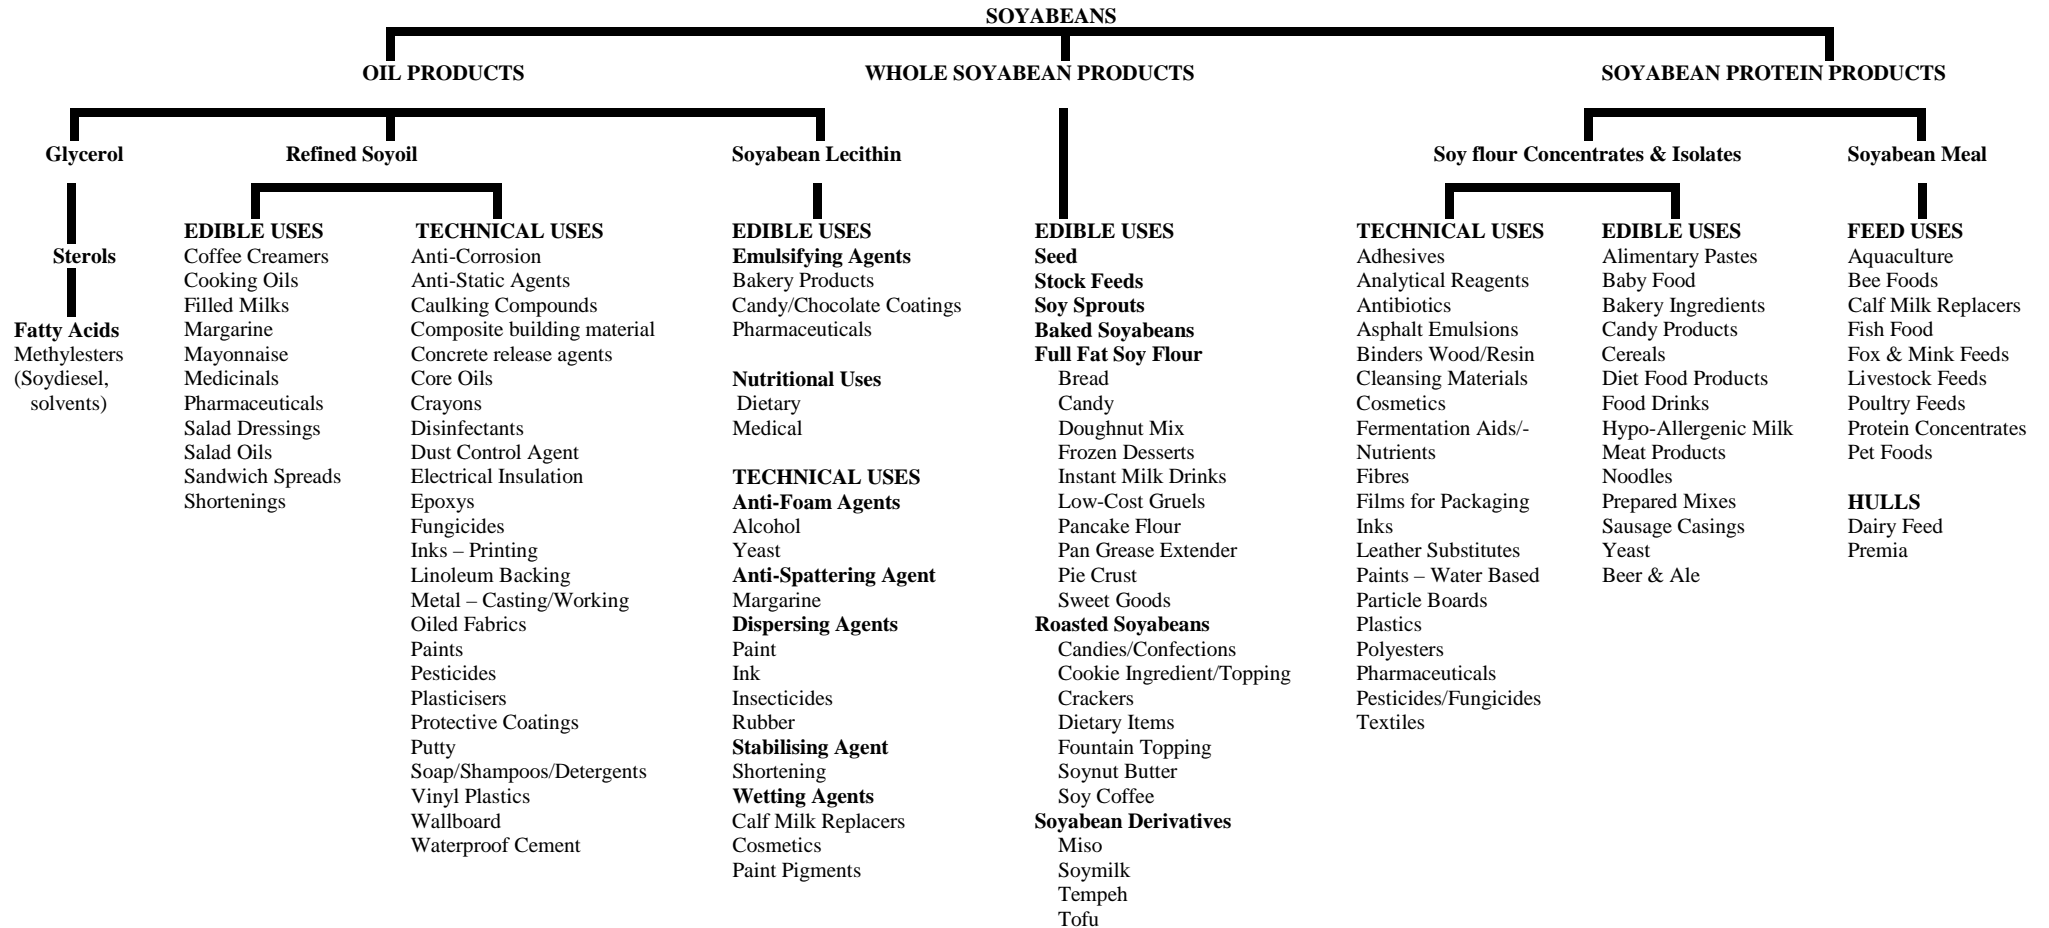 SOYABEANS
OIL PRODUCTS
WHOLE SOYABEAN PRODUCTS
SOYABEAN PROTEIN PRODUCTS
Glycerol
Refined Soyoil
Soyabean Lecithin
Soy flour Concentrates & Isolates
Soyabean Meal
Sterols
Fatty Acids
Methylesters
(Soydiesel,
solvents)
EDIBLE USES
Coffee Creamers
Cooking Oils
Filled Milks
Margarine
Mayonnaise
Medicinals
Pharmaceuticals
Salad Dressings
Salad Oils
Sandwich Spreads
Shortenings
TECHNICAL USES
Anti-Corrosion
Anti-Static Agents
Caulking Compounds
Composite building material
Concrete release agents
Core Oils
Crayons
Disinfectants
Dust Control Agent
Electrical Insulation
Epoxys
Fungicides
Inks – Printing
Linoleum Backing
Metal – Casting/Working
Oiled Fabrics
Paints
Pesticides
Plasticisers
Protective Coatings
Putty
Soap/Shampoos/Detergents
Vinyl Plastics
Wallboard
Waterproof Cement
EDIBLE USES
Emulsifying Agents
Bakery Products
Candy/Chocolate Coatings
Pharmaceuticals
Nutritional Uses
Dietary
Medical
TECHNICAL USES
Anti-Foam Agents
Alcohol
Yeast
Anti-Spattering Agent
Margarine
Dispersing Agents
Paint
Ink
Insecticides
Rubber
Stabilising Agent
Shortening
Wetting Agents
Calf Milk Replacers
Cosmetics
Paint Pigments
EDIBLE USES
Seed
Stock Feeds
Soy Sprouts
Baked Soyabeans
Full Fat Soy Flour
Bread
Candy
Doughnut Mix
Frozen Desserts
Instant Milk Drinks
Low-Cost Gruels
Pancake Flour
Pan Grease Extender
Pie Crust
Sweet Goods
Roasted Soyabeans
Candies/Confections
Cookie Ingredient/Topping
Crackers
Dietary Items
Fountain Topping
Soynut Butter
Soy Coffee
Soyabean Derivatives
Miso
Soymilk
Tempeh
Tofu
TECHNICAL USES
Adhesives
Analytical Reagents
Antibiotics
Asphalt Emulsions
Binders Wood/Resin
Cleansing Materials
Cosmetics
Fermentation Aids/-
Nutrients
Fibres
Films for Packaging
Inks
Leather Substitutes
Paints – Water Based
Particle Boards
Plastics
Polyesters
Pharmaceuticals
Pesticides/Fungicides
Textiles
EDIBLE USES
Alimentary Pastes
Baby Food
Bakery Ingredients
Candy Products
Cereals
Diet Food Products
Food Drinks
Hypo-Allergenic Milk
Meat Products
Noodles
Prepared Mixes
Sausage Casings
Yeast
Beer & Ale
FEED USES
Aquaculture
Bee Foods
Calf Milk Replacers
Fish Food
Fox & Mink Feeds
Livestock Feeds
Poultry Feeds
Protein Concentrates
Pet Foods
HULLS
Dairy Feed
Premia